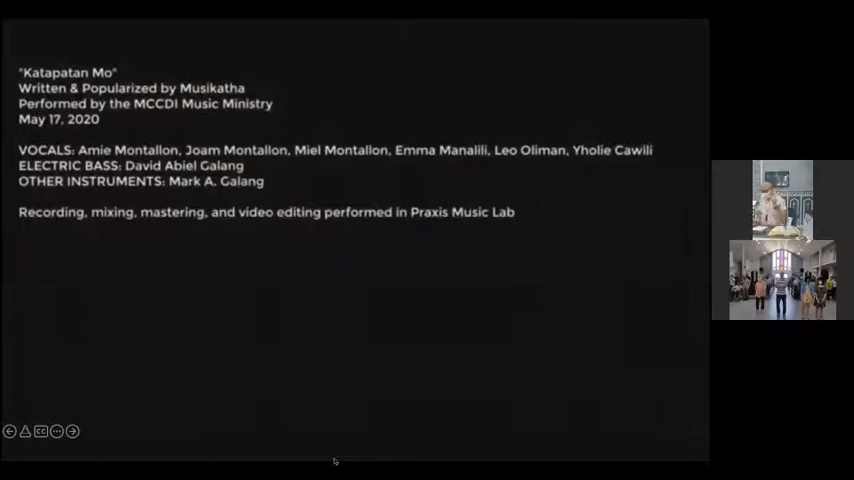 "Katapatan Mo"
Written & Popularized by Musikatha
Performed by the MCCDI Music Ministry
May 17, 2020
VOCALS: Amie Montallon, Joam Montallon, Miel Montallon, Emma Manalili, Leo Oliman, Yholie Cawili
ELECTRIC BASS: David Abiel Galang
OTHER INSTRUMENTS: Mark A. Galang
Recording, mixing, mastering, and video editing performed in Praxis Music Lab
CC